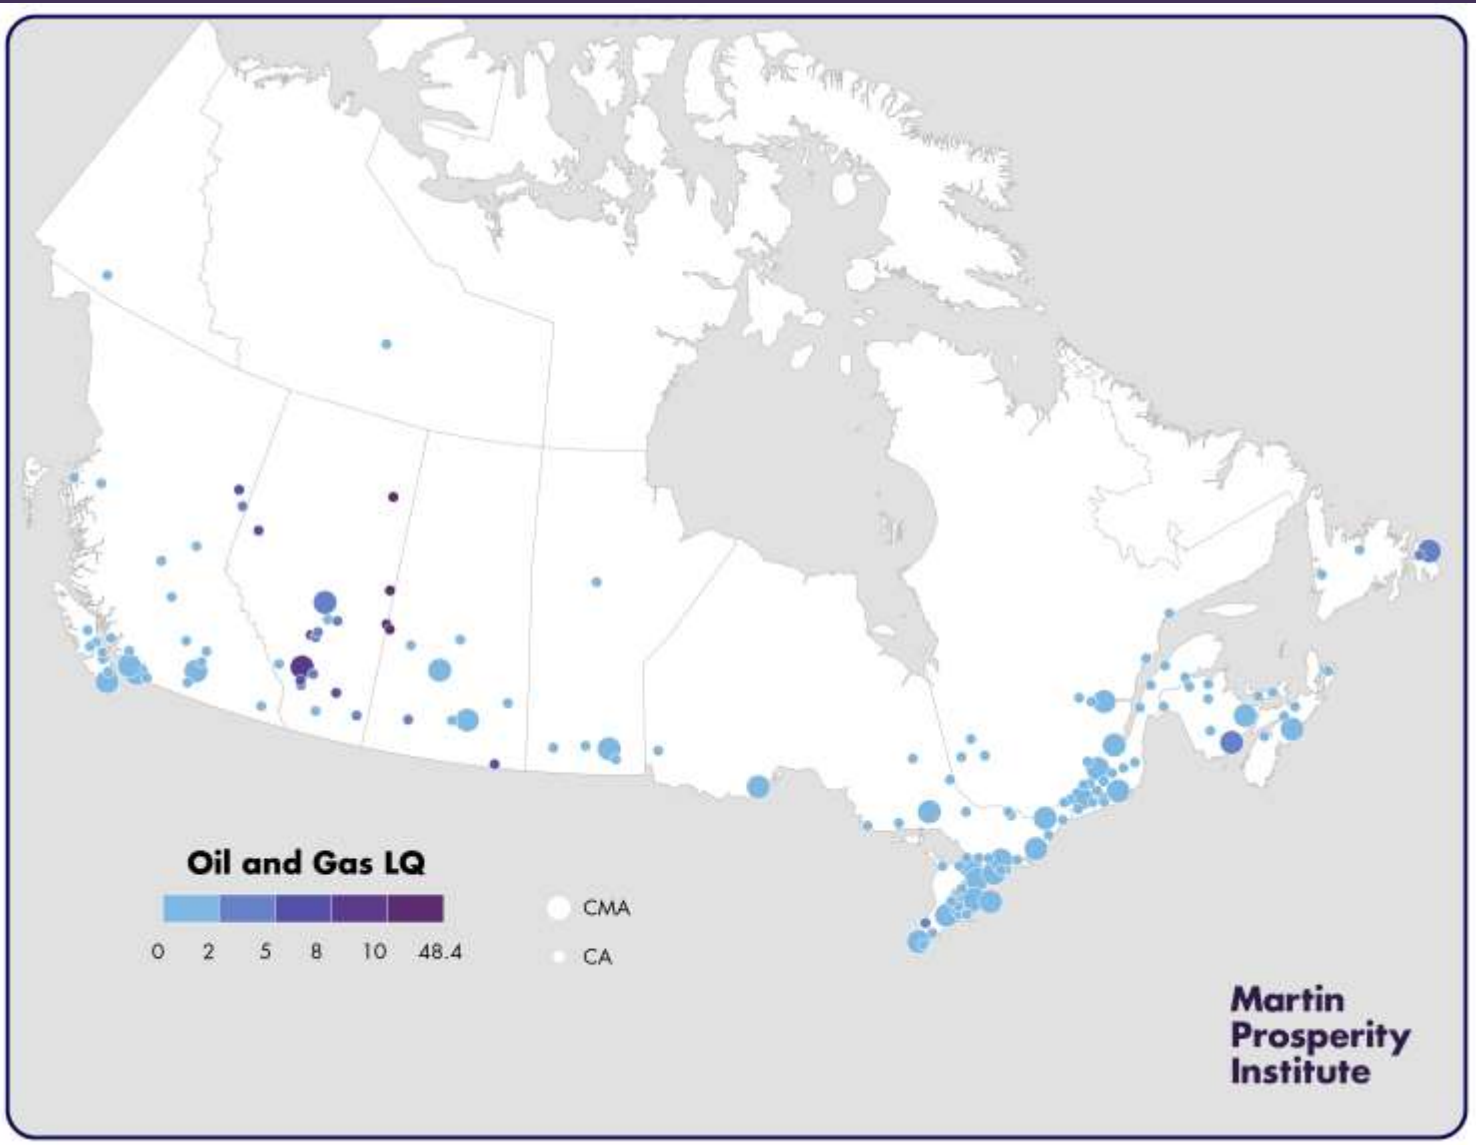 Oil and Gas LQ
0 2 5 8 10 48.4
CMA
CA
Martin
Prosperity
Institute